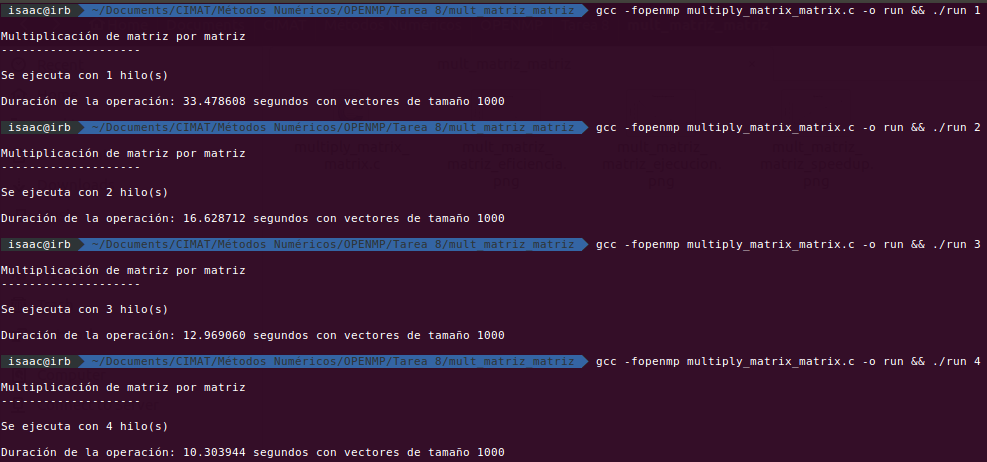 isaac@irb ~/Documents/CIMAT/Métodos Numéricos/OPENMP/Tarea 8/mult_matriz_matriz gcc -fopenmp multiply_matrix_matrix.c -o run && ./run 1
Multiplicación de matriz por matriz
--------------------
Se ejecuta con 1 hilo(s)
Duración de la operación: 33.478608 segundos con vectores de tamaño 1000
isaac@irb ~/Documents/CIMAT/Métodos Numéricos/OPENMP/Tarea 8/mult_matriz_matriz gcc -fopenmp multiply_matrix_matrix.c -o run && ./run 2
Multiplicación de matriz por matriz
--------------------
Se ejecuta con 2 hilo(s)
Duración de la operación: 16.628712 segundos con vectores de tamaño 1000
isaac@irb ~/Documents/CIMAT/Métodos Numéricos/OPENMP/Tarea 8/mult_matriz_matriz gcc -fopenmp multiply_matrix_matrix.c -o run && ./run 3
Multiplicación de matriz por matriz
--------------------
Se ejecuta con 3 hilo(s)
Duración de la operación: 12.969060 segundos con vectores de tamaño 1000
isaac@irb ~/Documents/CIMAT/Métodos Numéricos/OPENMP/Tarea 8/mult_matriz_matriz gcc -fopenmp multiply_matrix_matrix.c -o run && ./run 4
Multiplicación de matriz por matriz
--------------------
Se ejecuta con 4 hilo(s)
Duración de la operación: 10.303944 segundos con vectores de tamaño 1000